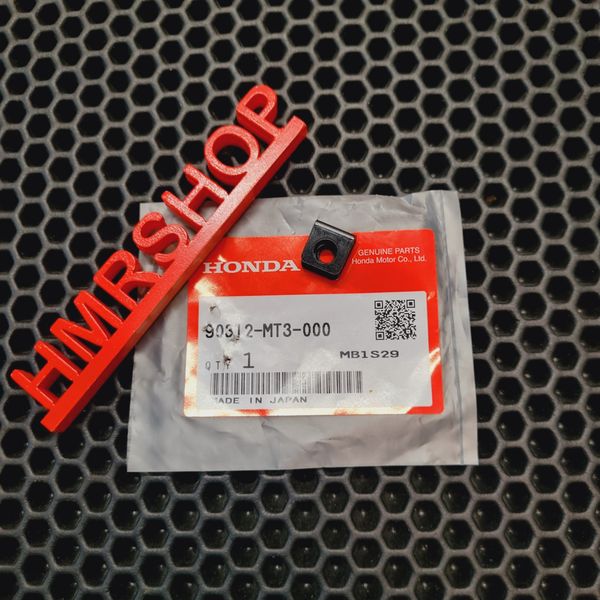 HMRSHOP
HONDA
GENUINE PARTS
Honda Motor Co., Ltd.
90312-MT3-000
QTY 1
MB1S29
MADE IN JAPAN